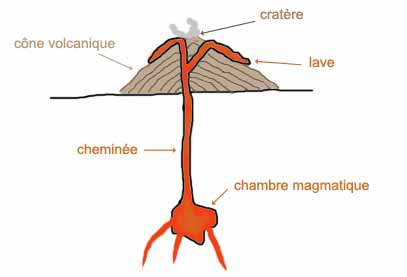 cratère
cône volcanique
lave
cheminée
chambre magmatique